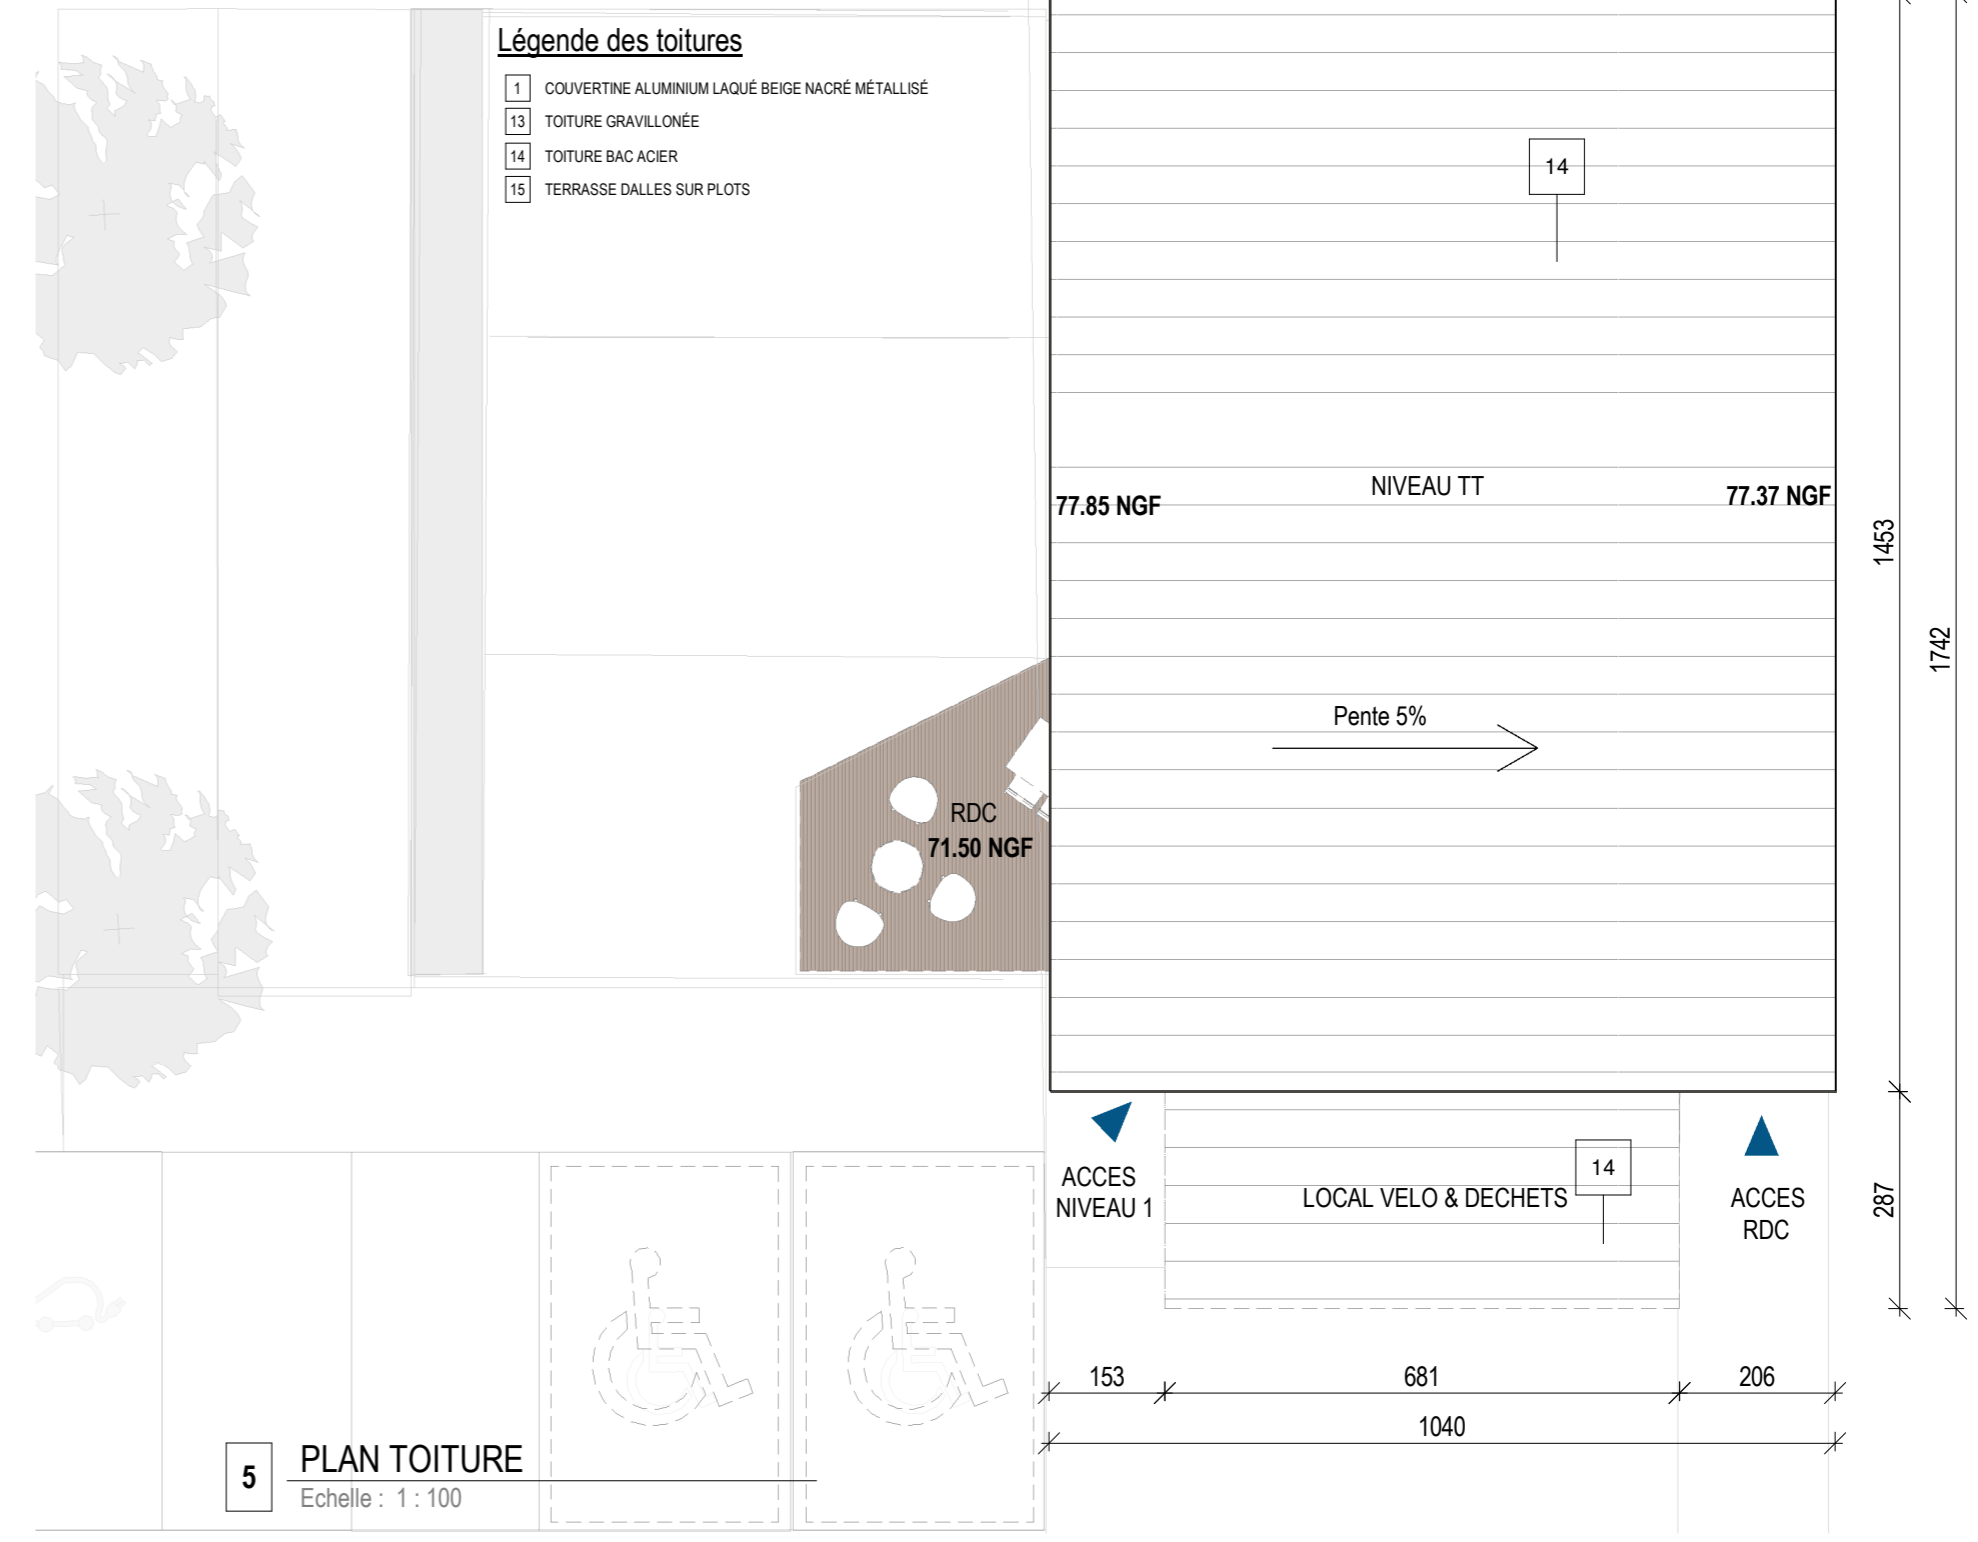 Légende des toitures
1 COUVERTINE ALUMINIUM LAQUÉ BEIGE NACRÉ MÉTALLISÉ
13 TOITURE GRAVILLONÉE
14 TOITURE BAC ACIER
15 TERRASSE DALLES SUR PLOTS
14
NIVEAU TT
77.85 NGF
77.37 NGF
1453
1742
Pente 5%
RDC
71.50 NGF
ACCES
NIVEAU 1
LOCAL VELO & DECHETS
14
ACCES
RDC
287
153
681
206
1040
5
PLAN TOITURE
Echelle : 1 : 100